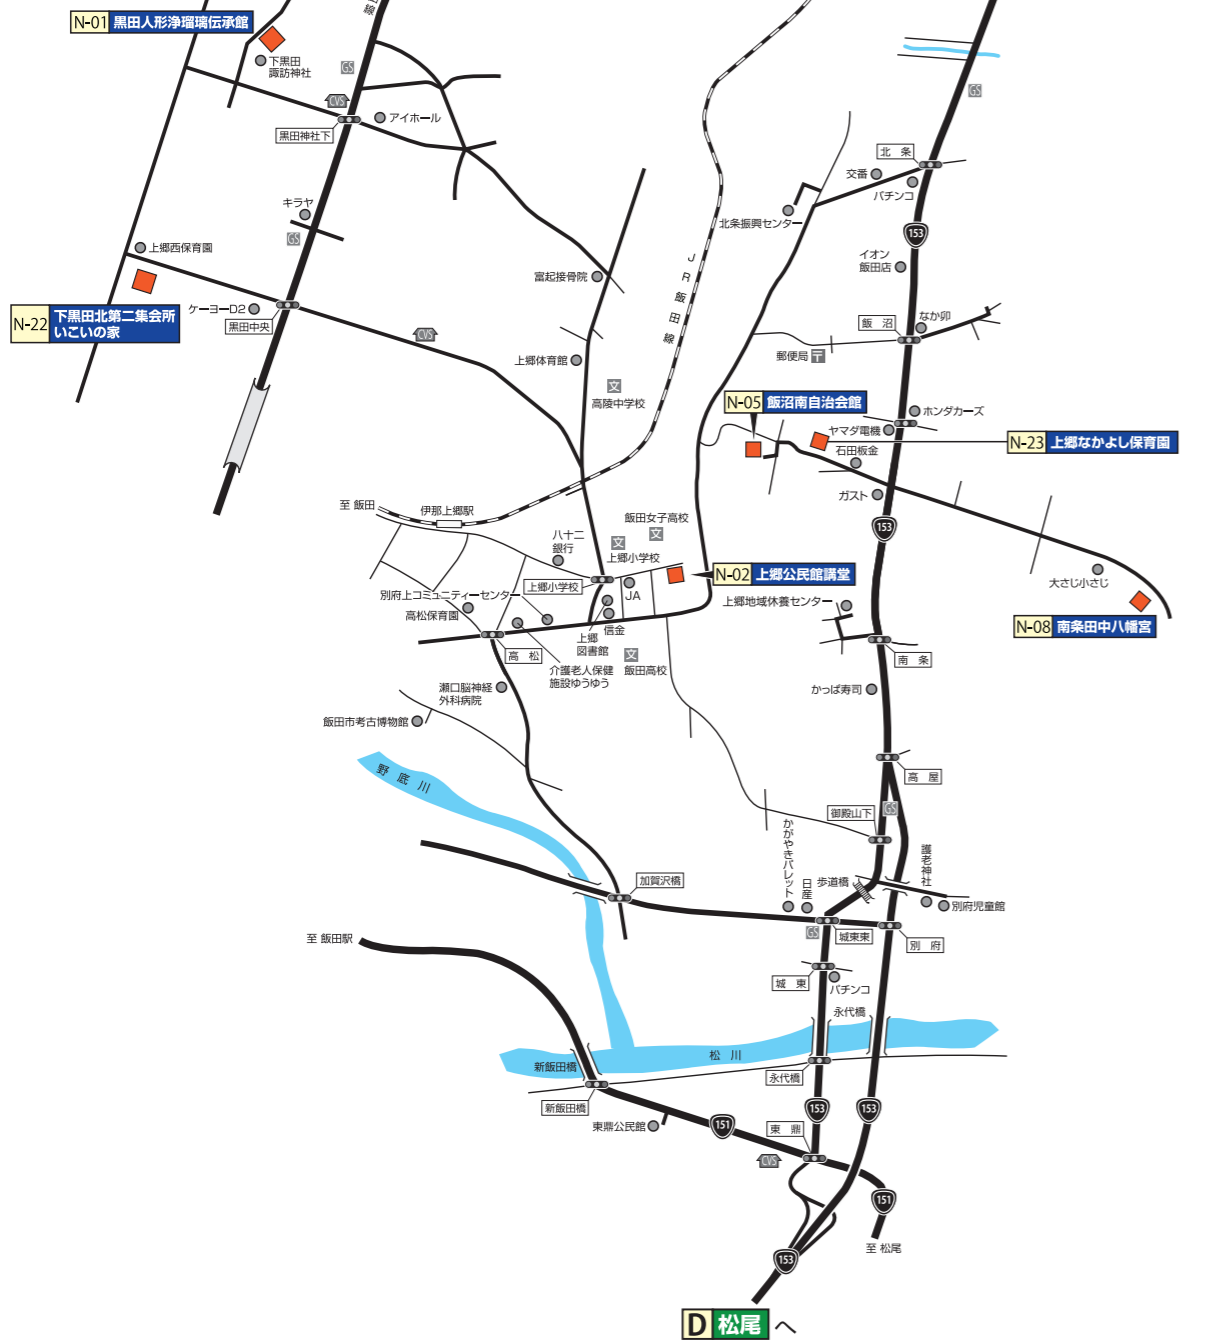 N-01 黒田人形浄瑠璃伝承館
下黒田
諏訪神社
GS
CVS
黒田神社下
アイホール
キラヤ
GS
上郷西保育園
N-22 下黒田北第二集会所
いこいの家
ケーヨーD2
黒田中央
CVS
富起接骨院
上郷体育館
文
高陵中学校
JR飯田線
GS
北条
交番
パチンコ
北条振興センター
153
イオン
飯田店
なか卯
飯沼
郵便局
〒
N-05 飯沼南自治会館
ホンダカーズ
ヤマダ電機
N-23 上郷なかよし保育園
石田板金
ガスト
153
大さじ小さじ
N-08 南条田中八幡宮
至 飯田
伊那上郷駅
八十二
銀行
飯田女子高校
文
文
上郷小学校
上郷小学校
JA
N-02 上郷公民館講堂
別府上コミュニティーセンター
高松保育園
信金
上郷
図書館
高松
介護老人保健
施設ゆうゆう
文
飯田高校
上郷地域休養センター
南条
かっぱ寿司
瀬口脳神経
外科病院
飯田市考古博物館
野底川
高屋
GS
御殿山下
かがやきパレット
日産
歩道橋
護老神社
別府児童館
加賀沢橋
城東東
別府
GS
至 飯田駅
城東
パチンコ
永代橋
松川
新飯田橋
永代橋
新飯田橋
東鼎公民館
151
153
153
東鼎
CVS
151
至 松尾
153
D 松尾 へ